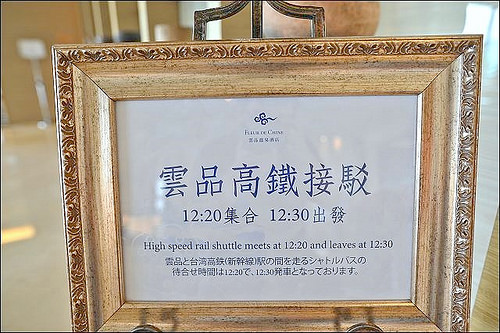 FLEUR DE CHINE
雲品溫泉酒店
雲品高鐵接駁
12:20集合 12:30出發
High speed rail shuttle meets at 12:20 and leaves at 12:30
雲品と台湾高鉄(新幹線)駅の間を走るシャトルバスの
待合せ時間は12:20で、12:30発車となっております。